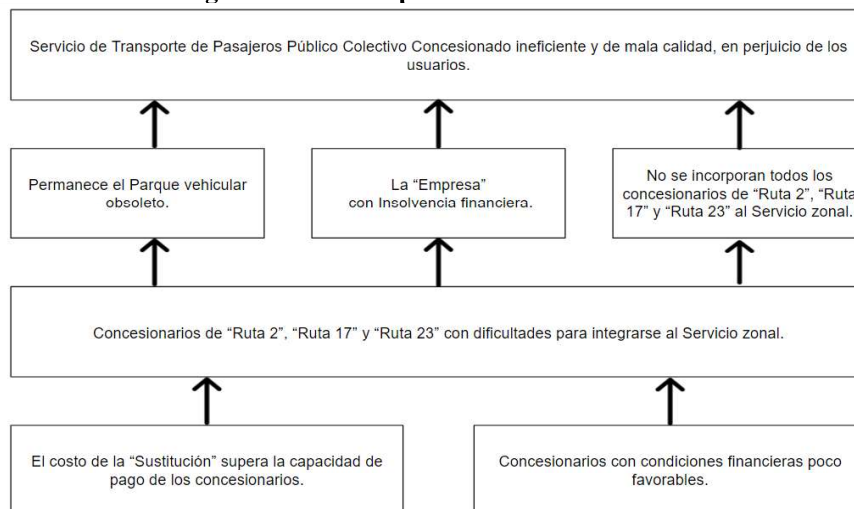 Servicio de Transporte de Pasajeros Público Colectivo Concesionado ineficiente y de mala calidad, en perjuicio de los
usuarios.
Permanece el Parque vehicular
obsoleto.
La “Empresa”
con Insolvencia financiera.
No se incorporan todos los
concesionarios de “Ruta 2”, “Ruta
17” y “Ruta 23” al Servicio zonal.
Concesionarios de “Ruta 2”, “Ruta 17” y “Ruta 23” con dificultades para integrarse al Servicio zonal.
El costo de la “Sustitución” supera la capacidad de
pago de los concesionarios.
Concesionarios con condiciones financieras poco
favorables.